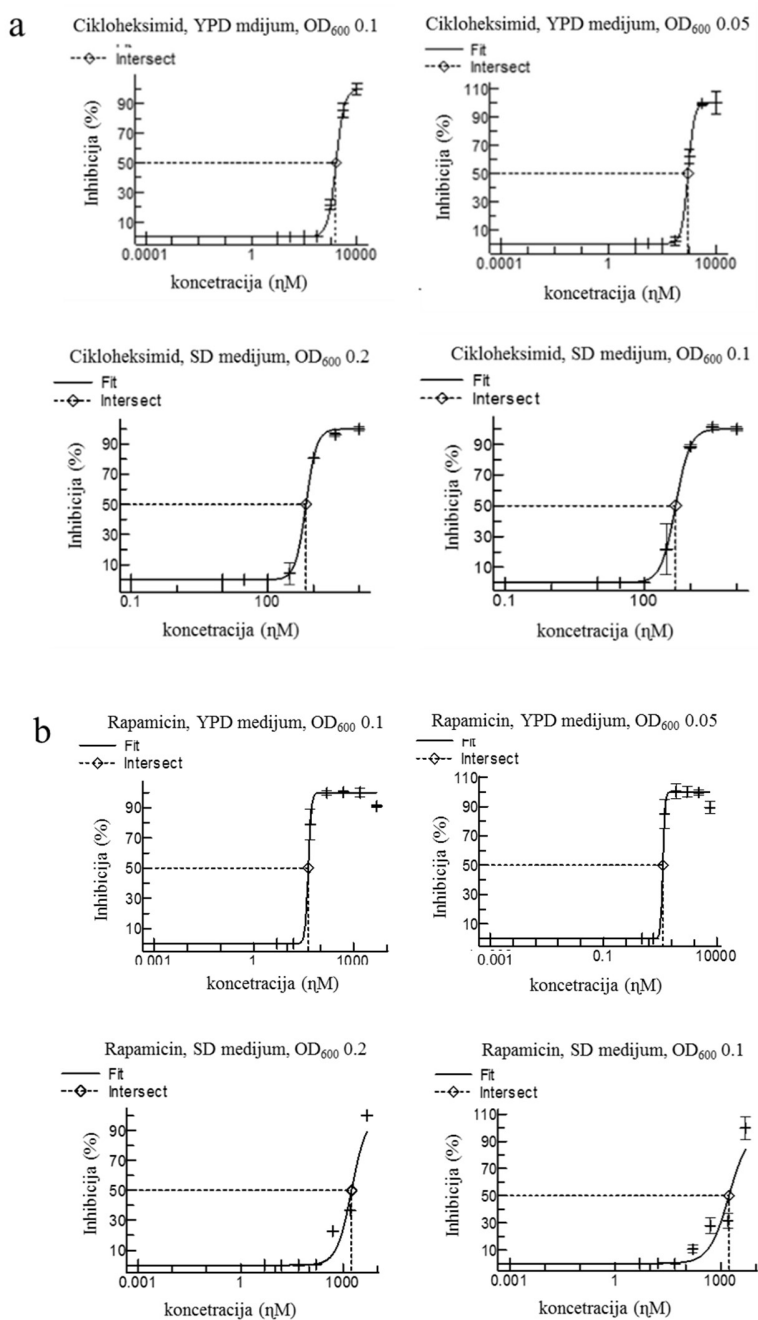 a
Cikloheksimid, YPD mdijum, OD600 0.1
Intersect
90
70
50
30
10
0.0001 1 10000
Inhibicija (%)
koncetracija (ηM)
Cikloheksimid, YPD medijum, OD600 0.05
Fit
Intersect
110
90
70
50
30
10
0.0001 1 10000
Inhibicija (%)
koncetracija (ηM)
Cikloheksimid, SD medijum, OD600 0.2
Fit
Intersect
90
70
50
30
10
0.1 100
Inhibicija (%)
koncetracija (ηM)
Cikloheksimid, SD medijum, OD600 0.1
Fit
Intersect
90
70
50
30
10
0.1 100
Inhibicija (%)
koncetracija (ηM)
b
Rapamicin, YPD medijum, OD600 0.1
Fit
Intersect
90
70
50
30
10
0.001 1 1000
Inhibicija (%)
koncetracija (ηM)
Rapamicin, YPD medijum, OD600 0.05
Fit
Intersect
110
90
70
50
30
10
0.001 0.1 10000
Inhibicija (%)
koncetracija (ηM)
Rapamicin, SD medijum, OD600 0.2
Fit
Intersect
90
70
50
30
10
0.001 1 1000
Inhibicija (%)
koncetracija (ηM)
Rapamicin, SD medijum, OD600 0.1
Fit
Intersect
110
90
70
50
30
10
0.001 1 1000
Inhibicija (%)
koncetracija (ηM)